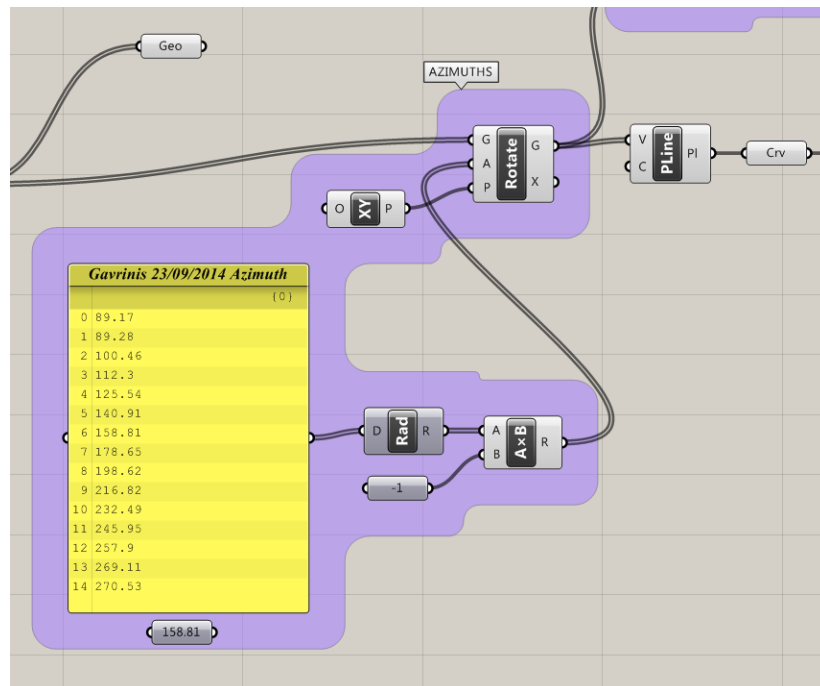 Geo
AZIMUTHS
G
A
P
Rotate
G
X
V
C
PLine
Pl
Crv
O
XY
P
Gavrinis 23/09/2014 Azimuth
{0}
0 89.17
1 89.28
2 100.46
3 112.3
4 125.54
5 140.91
6 158.81
7 178.65
8 198.62
9 216.82
10 232.49
11 245.95
12 257.9
13 269.11
14 270.53
D
Rad
R
A
B
A×B
R
-1
158.81